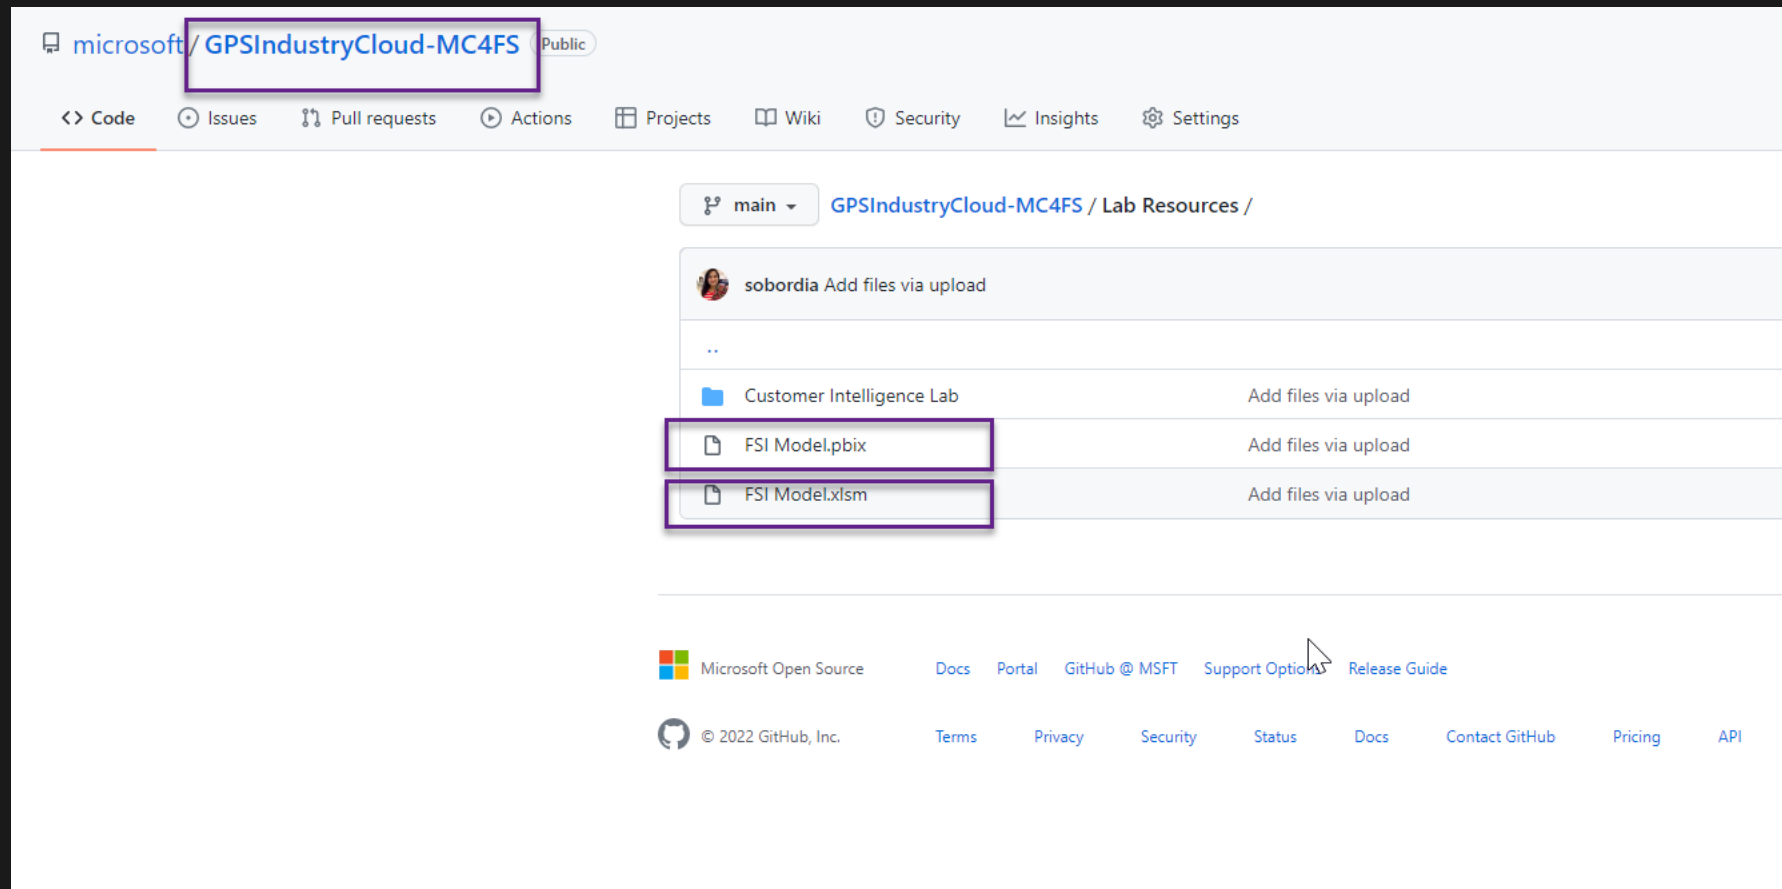 microsoft / GPSIndustryCloud-MC4FS Public
Code Issues Pull requests Actions Projects Wiki Security Insights Settings
main GPSIndustryCloud-MC4FS / Lab Resources /
sobordia Add files via upload
..
Customer Intelligence Lab Add files via upload
FSI Model.pbix Add files via upload
FSI Model.xlsm Add files via upload
Microsoft Open Source Docs Portal GitHub @ MSFT Support Options Release Guide
© 2022 GitHub, Inc. Terms Privacy Security Status Docs Contact GitHub Pricing API